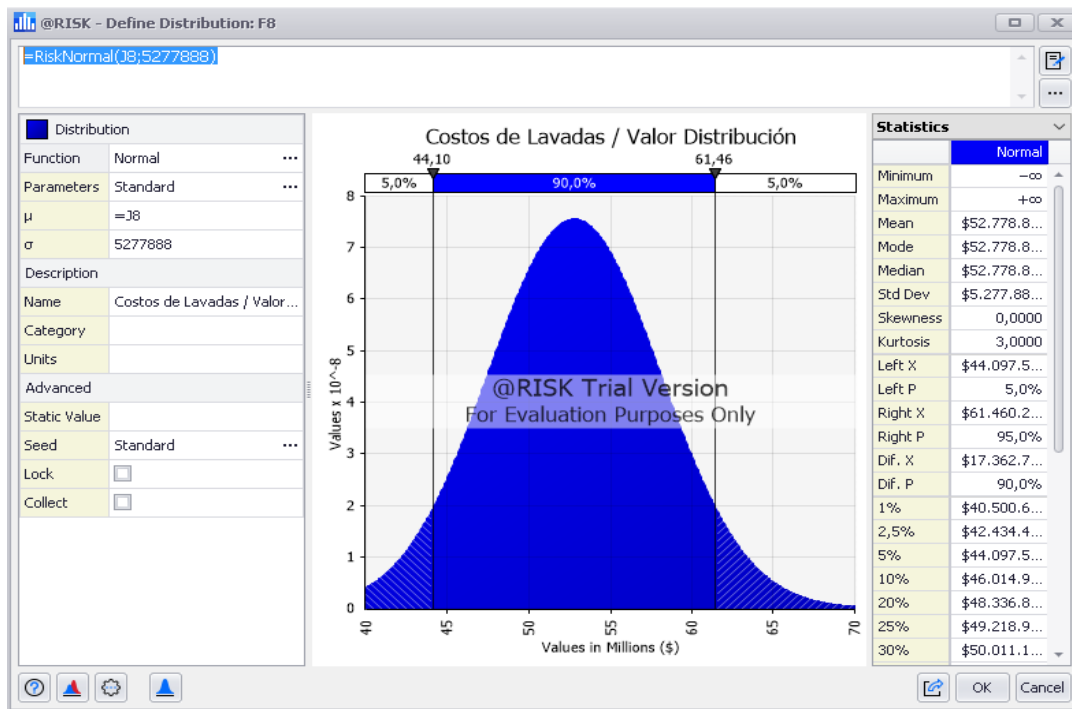 @RISK - Define Distribution: F8
=RiskNormal(J8;5277888)
Distribution
Function Normal ...
Parameters Standard ...
μ =J8
σ 5277888
Description
Name Costos de Lavadas / Valor...
Category
Units
Advanced
Static Value
Seed Standard ...
Lock
Collect
Costos de Lavadas / Valor Distribución
44,10 61,46
5,0% 90,0% 5,0%
8
7
6
5
4
3
2
1
0
Values x 10^-8
@RISK Trial Version
For Evaluation Purposes Only
40 45 50 55 60 65 70
Values in Millions ($)
Statistics
Normal
Minimum -∞
Maximum +∞
Mean $52.778.8...
Mode $52.778.8...
Median $52.778.8...
Std Dev $5.277.88...
Skewness 0,0000
Kurtosis 3,0000
Left X $44.097.5...
Left P 5,0%
Right X $61.460.2...
Right P 95,0%
Dif. X $17.362.7...
Dif. P 90,0%
1% $40.500.6...
2,5% $42.434.4...
5% $44.097.5...
10% $46.014.9...
20% $48.336.8...
25% $49.218.9...
30% $50.011.1...
OK Cancel